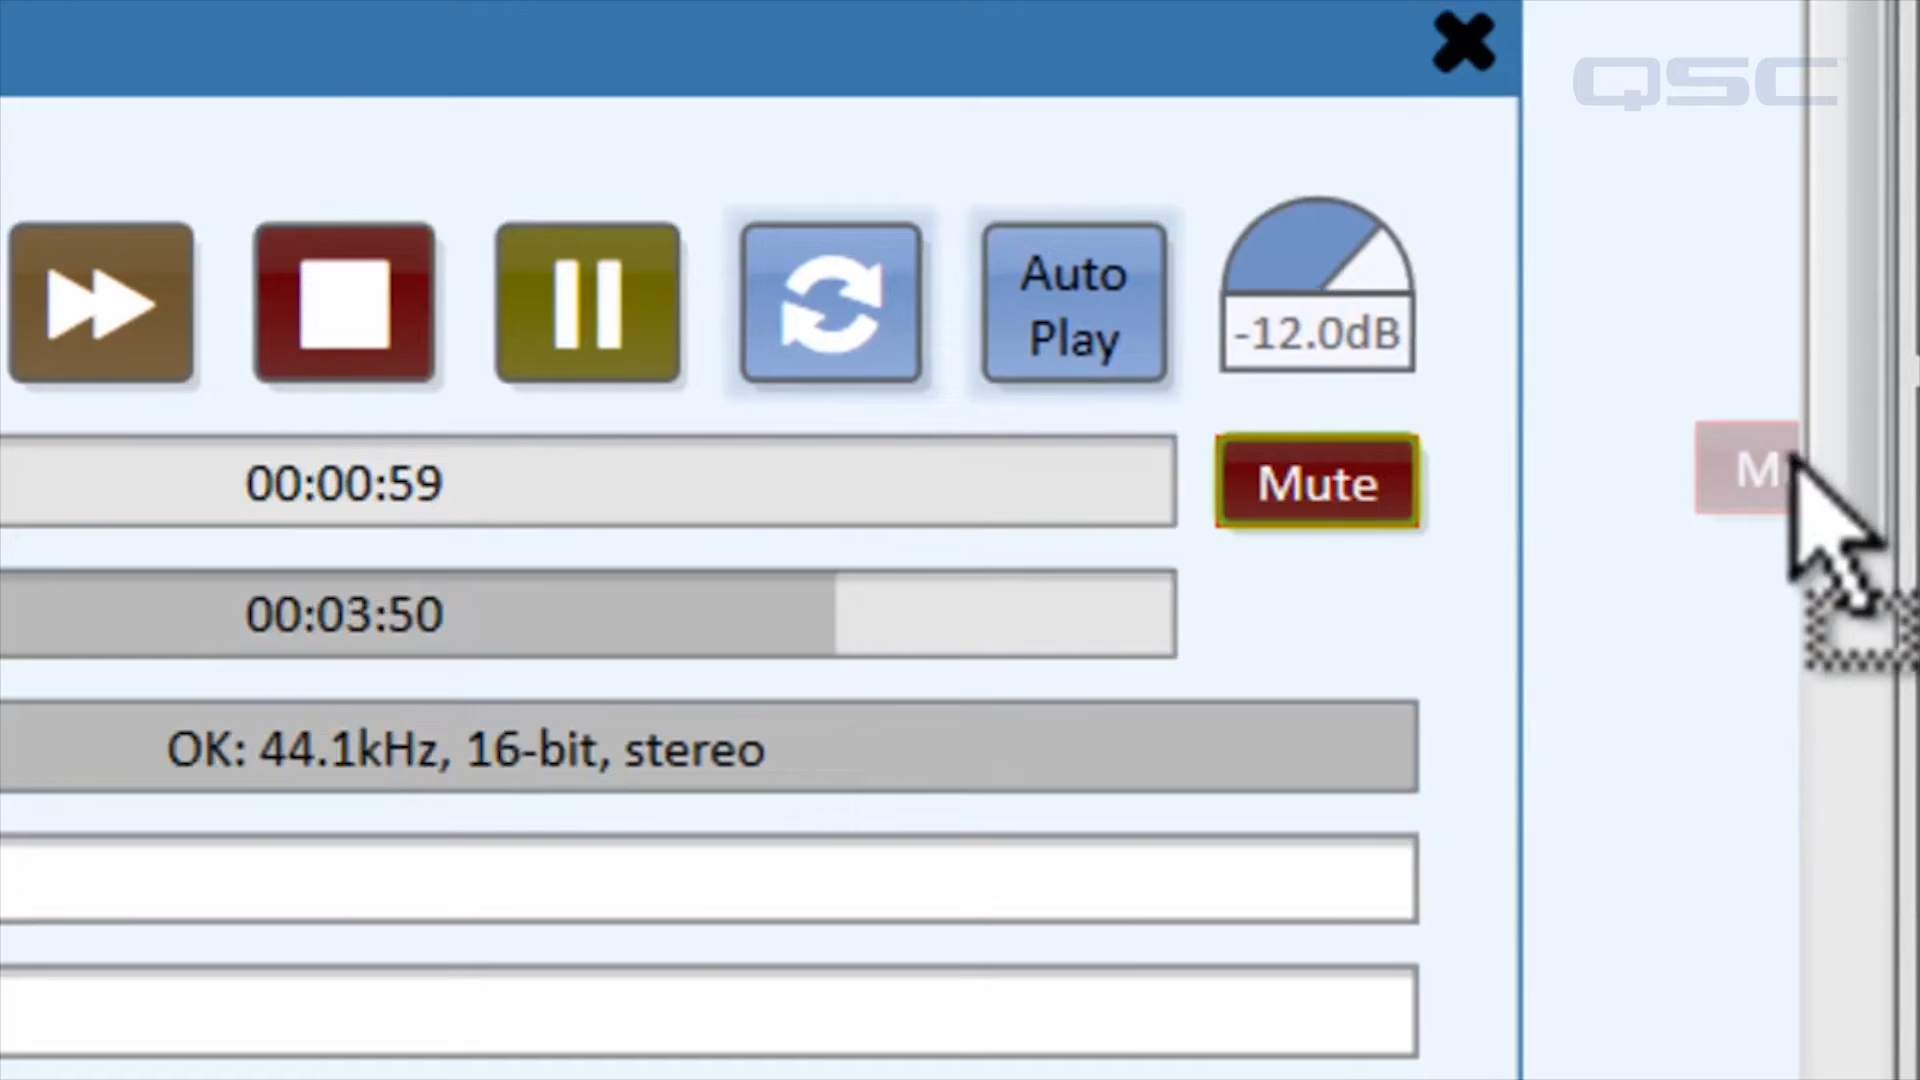 QSC
Auto
Play
-12.0dB
00:00:59
Mute
M
00:03:50
OK: 44.1kHz, 16-bit, stereo